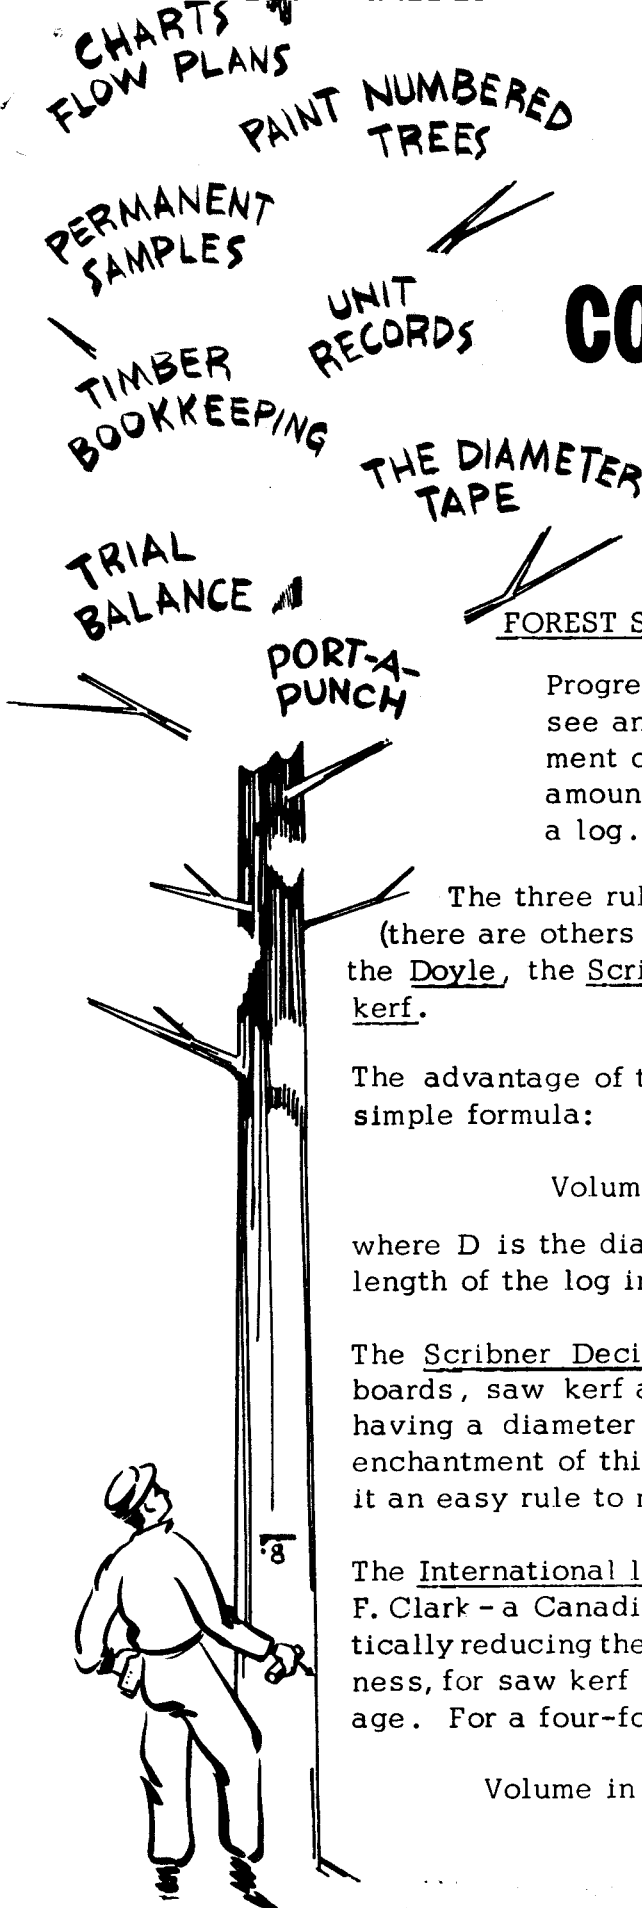 CHARTS
FLOW PLANS
PAINT NUMBERED
TREES
PERMANENT
SAMPLES
UNIT
RECORDS
CO
TIMBER
BOOKKEEPING
THE DIAMETER
TAPE
TRIAL
BALANCE
PORT-A-
PUNCH
FOREST S
Progre
see an
ment o
amoun
a log.
The three rul
(there are others
the Doyle, the Scri
kerf.
The advantage of t
simple formula:
Volum
where D is the dia
length of the log in
The Scribner Deci
boards, saw kerf a
having a diameter
enchantment of thi
it an easy rule to
The International
F. Clark - a Canadi
tically reducing the
ness, for saw kerf
age. For a four-fo
Volume in
:8